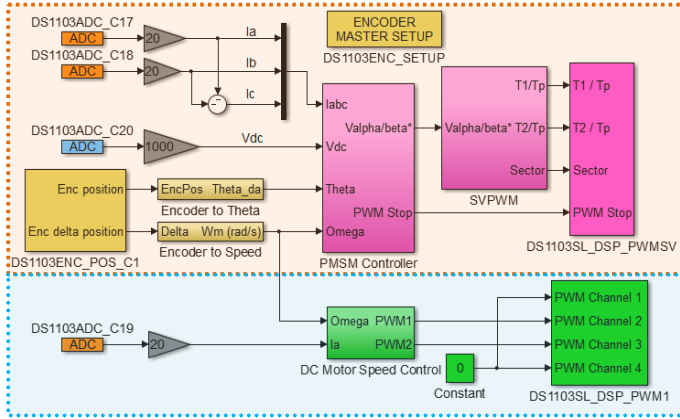 DS1103ADC_C17
ADC
20
Ia
DS1103ADC_C18
ADC
20
Ib
Ic
ENCODER
MASTER SETUP
DS1103ENC_SETUP
DS1103ADC_C20
ADC
1000
Vdc
Iabc
Vdc
Theta
Omega
Valpha/beta*
PWM Stop
PMSM Controller
Valpha/beta*
T1/Tp
T2/Tp
Sector
SVPWM
T1 / Tp
T2 / Tp
Sector
PWM Stop
DS1103SL_DSP_PWMSV
Enc position
Enc delta position
DS1103ENC_POS_C1
EncPos Theta_da
Encoder to Theta
Delta Wm (rad/s)
Encoder to Speed
DS1103ADC_C19
ADC
20
Omega PWM1
Ia PWM2
DC Motor Speed Control
0
Constant
PWM Channel 1
PWM Channel 2
PWM Channel 3
PWM Channel 4
DS1103SL_DSP_PWM1